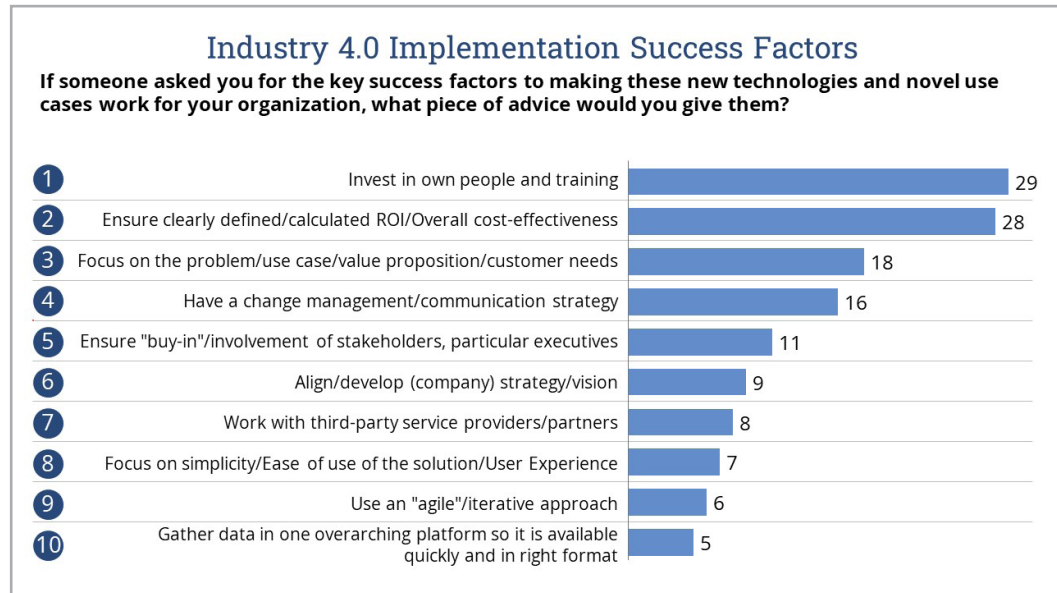 Industry 4.0 Implementation Success Factors
If someone asked you for the key success factors to making these new technologies and novel use
cases work for your organization, what piece of advice would you give them?
1 Invest in own people and training 29
2 Ensure clearly defined/calculated ROI/Overall cost-effectiveness 28
3 Focus on the problem/use case/value proposition/customer needs 18
4 Have a change management/communication strategy 16
5 Ensure "buy-in"/involvement of stakeholders, particular executives 11
6 Align/develop (company) strategy/vision 9
7 Work with third-party service providers/partners 8
8 Focus on simplicity/Ease of use of the solution/User Experience 7
9 Use an "agile"/iterative approach 6
10 Gather data in one overarching platform so it is available
quickly and in right format 5